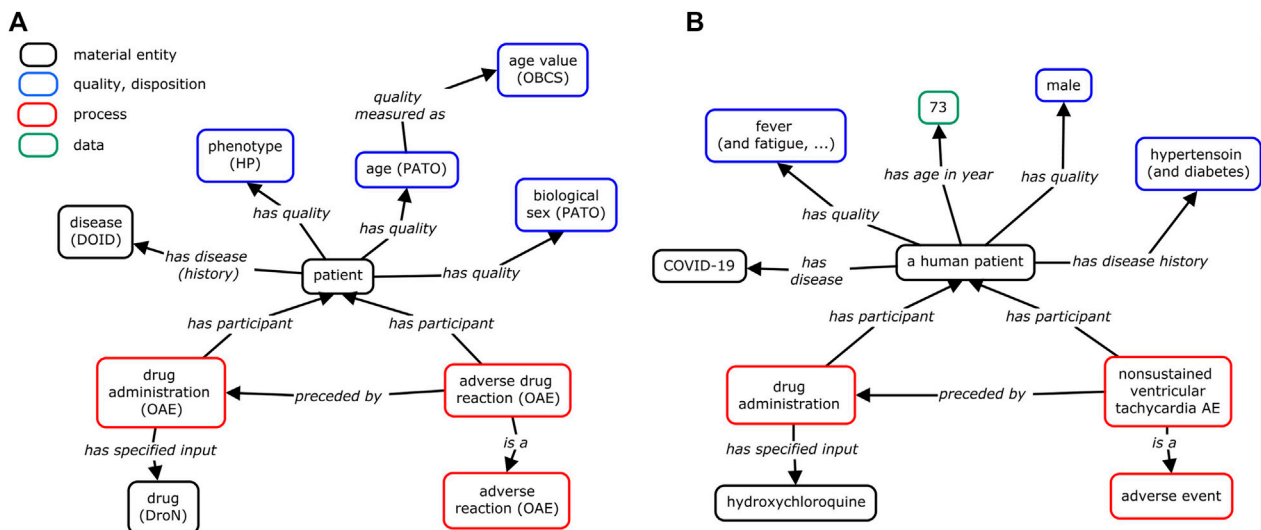 A
material entity
quality, disposition
process
data
age value
(OBCS)
quality
measured as
phenotype
(HP)
age (PATO)
biological
sex (PATO)
has quality
has quality
disease
(DOID)
has disease
(history)
patient
has quality
has participant
has participant
drug
administration
(OAE)
preceded by
adverse drug
reaction (OAE)
has specified input
is a
drug
(DroN)
adverse
reaction (OAE)
B
73
male
fever
(and fatigue, ...)
hypertensoin
(and diabetes)
has age in year
has quality
has quality
COVID-19
has
disease
a human patient
has disease history
has participant
has participant
drug
administration
preceded by
nonsustained
ventricular
tachycardia AE
has specified input
is a
hydroxychloroquine
adverse event